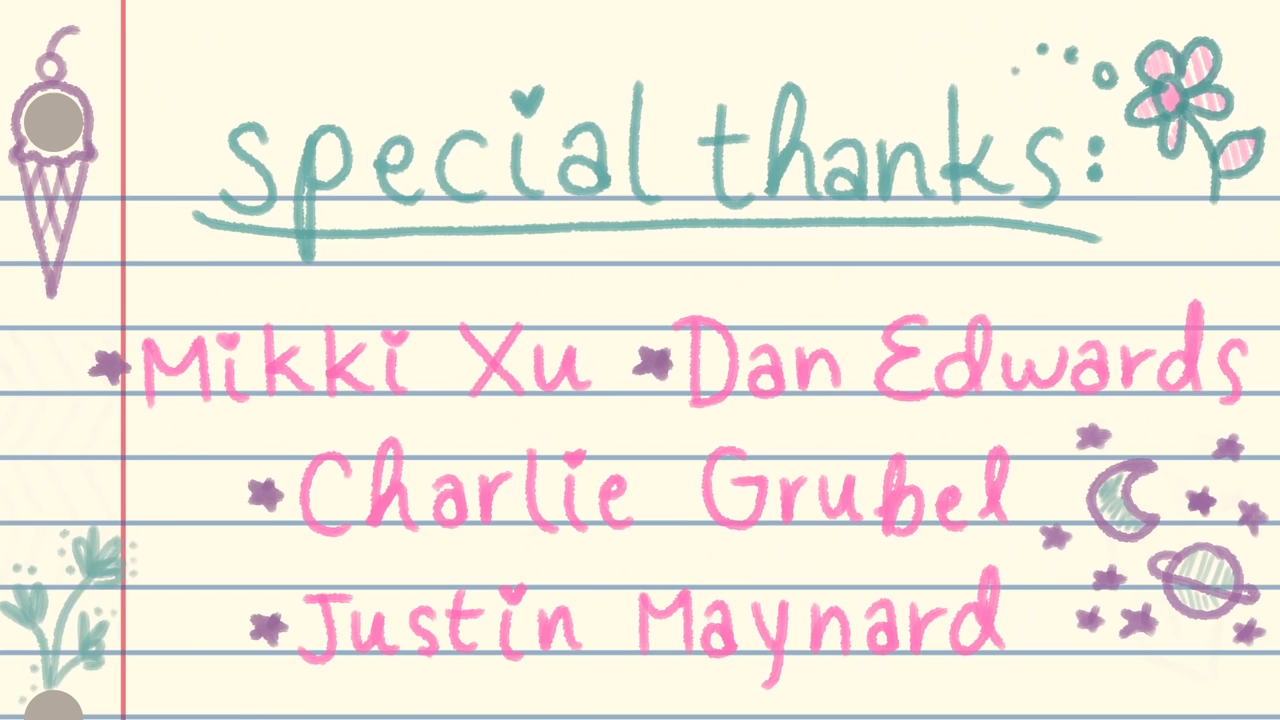 special thanks:
Mikki Xu Dan Edwards
Charlie Grubel
Justin Maynard